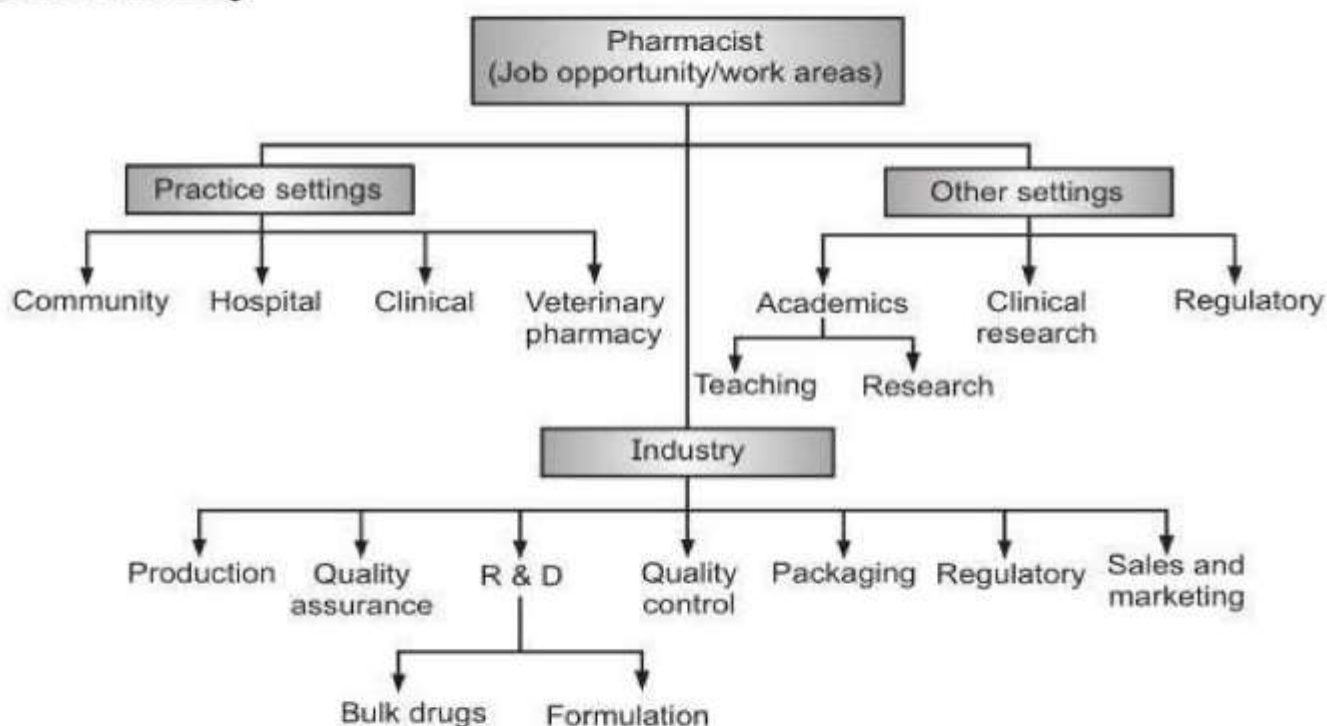 Pharmacist
(Job opportunity/work areas)
Practice settings
Other settings
Community
Hospital
Clinical
Veterinary
pharmacy
Academics
Clinical
research
Regulatory
Teaching
Research
Industry
Production
Quality
assurance
R & D
Quality
control
Packaging
Regulatory
Sales and
marketing
Bulk drugs
Formulation